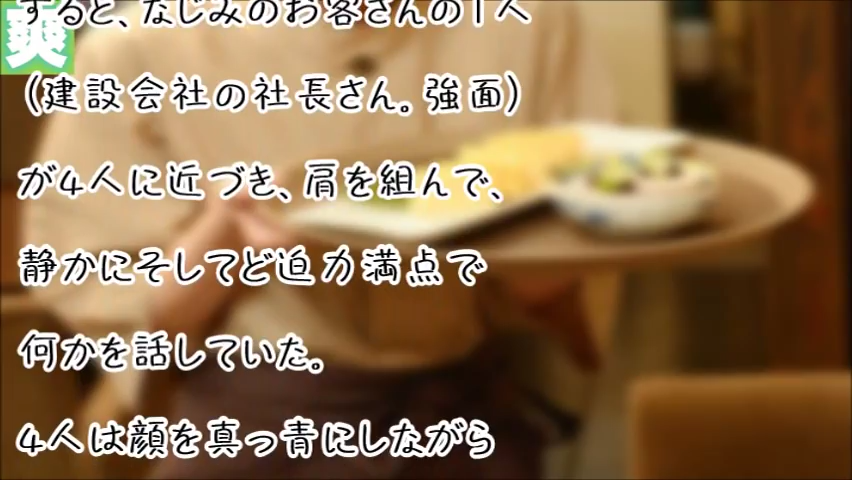 爽
すると、なじみのお客さんの1人
(建設会社の社長さん。強面)
が4人に近づき、肩を組んで、
静かにそしてど迫力満点で
何かを話していた。
4人は顔を真っ青にしながら